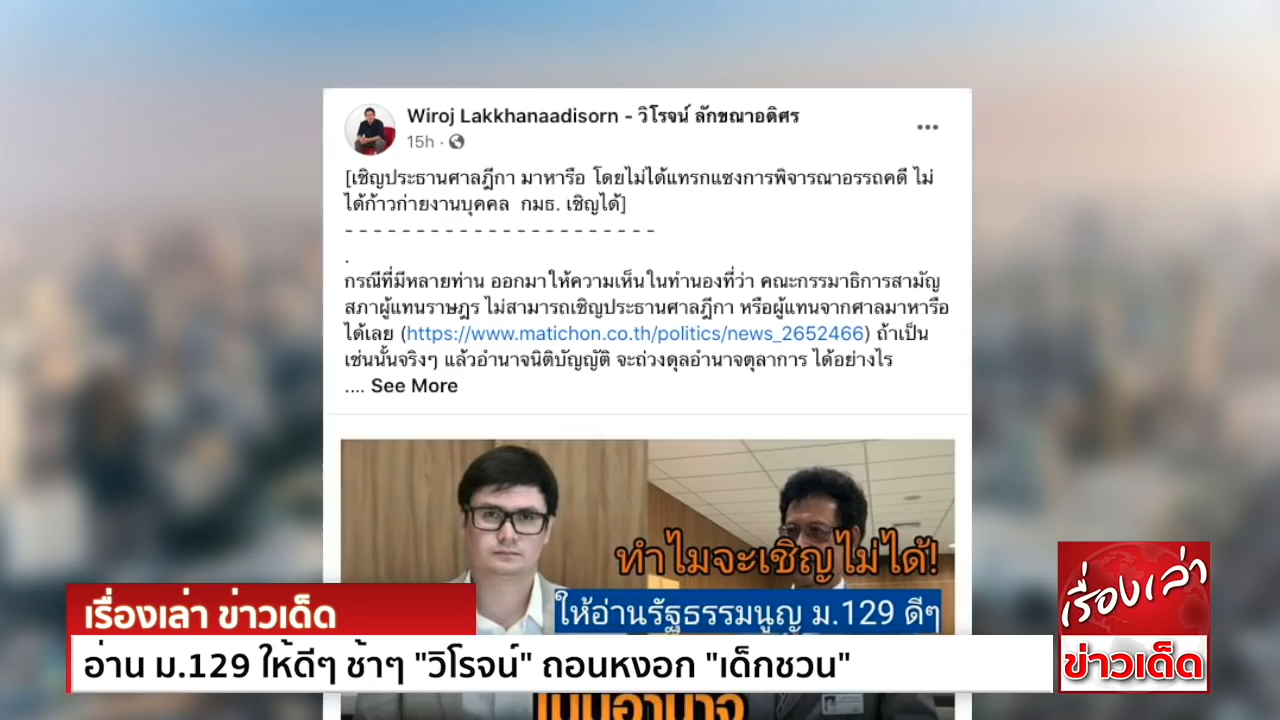 Wiroj Lakkhanaadisorn - วิโรจน์ ลักขณาอดิศร
15h ·
[เชิญประธานศาลฎีกา มาหารือ โดยไม่ได้แทรกแซงการพิจารณาอรรถคดี ไม่
ได้ก้าวก่ายงานบุคคล กมธ. เชิญได้]
- - - - - - - - - - - - - - - - - - - - - -
.
กรณีที่มีหลายท่าน ออกมาให้ความเห็นในทำนองที่ว่า คณะกรรมาธิการสามัญ
สภาผู้แทนราษฎร ไม่สามารถเชิญประธานศาลฎีกา หรือผู้แทนจากศาลมาหารือ
ได้เลย (https://www.matichon.co.th/politics/news_2652466) ถ้าเป็น
เช่นนั้นจริงๆ แล้วอำนาจนิติบัญญัติ จะถ่วงดุลอำนาจตุลาการ ได้อย่างไร
.... See More
ทำไมจะเชิญไม่ได้!
ให้อ่านรัฐธรรมนูญ ม.129 ดีๆ
เรื่องเล่า ข่าวเด็ด
อ่าน ม.129 ให้ดีๆ ช้าๆ "วิโรจน์" ถอนหงอก "เด็กชวน"
เรื่องเล่า
ข่าวเด็ด